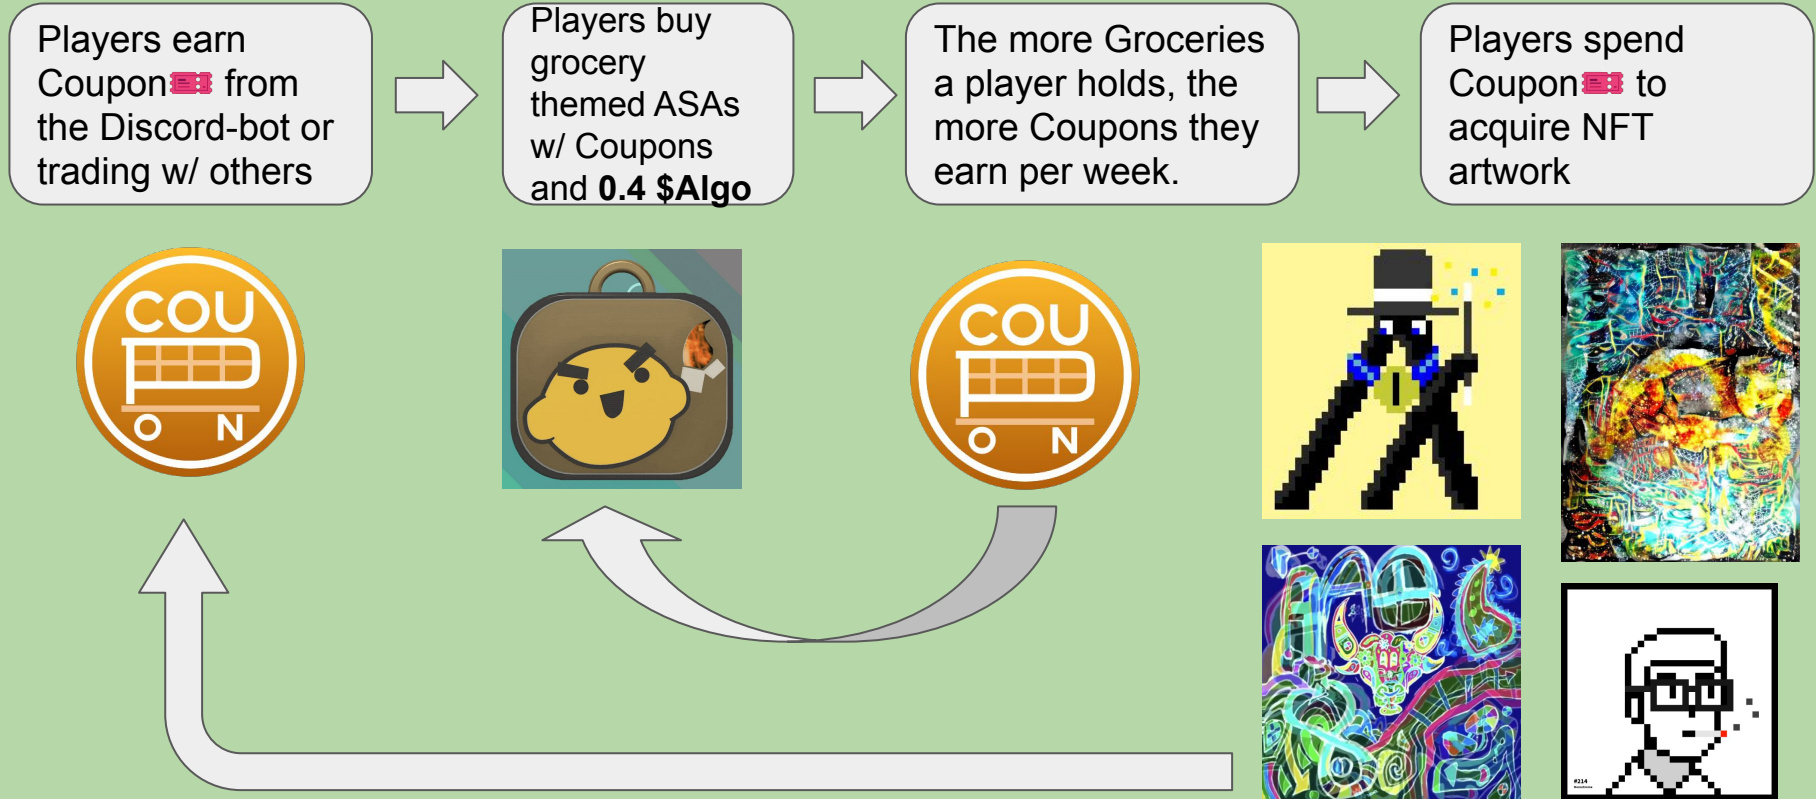 Players earn
Coupon🎟 from
the Discord-bot or
trading w/ others
Players buy
grocery
themed ASAs
w/ Coupons
and 0.4 $Algo
The more Groceries
a player holds, the
more Coupons they
earn per week.
Players spend
Coupon🎟 to
acquire NFT
artwork
COU
P
O N
COU
P
O N
#214